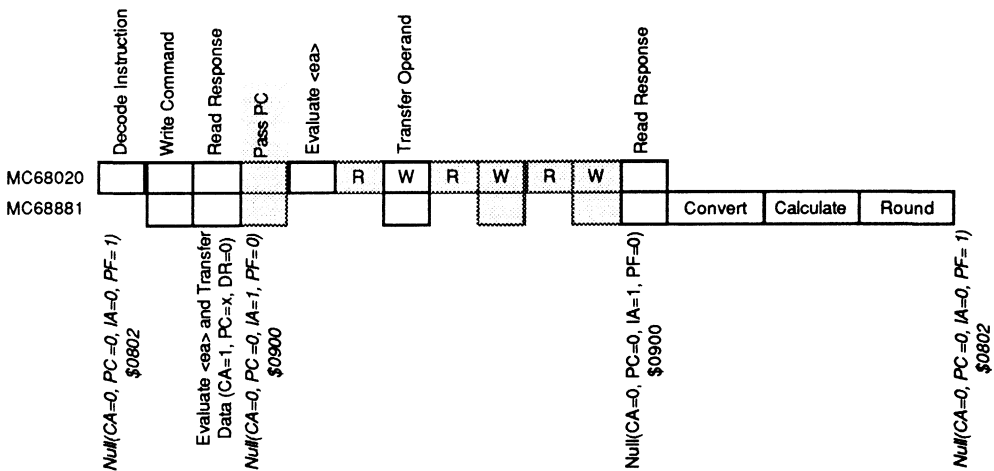 Decode Instruction
Write Command
Read Response
Pass PC
Evaluate <ea>
Transfer Operand
Read Response
MC68020
R
W
R
W
R
W
MC68881
Convert
Calculate
Round
Null(CA=0, PC=0, IA=0, PF=1)
$0802
Evaluate <ea> and Transfer
Data (CA=1, PC=x, DR=0)
Null(CA=0, PC=0, IA=1, PF=0)
$0900
Null(CA=0, PC=0, IA=1, PF=0)
$0900
Null(CA=0, PC=0, IA=0, PF=1)
$0802